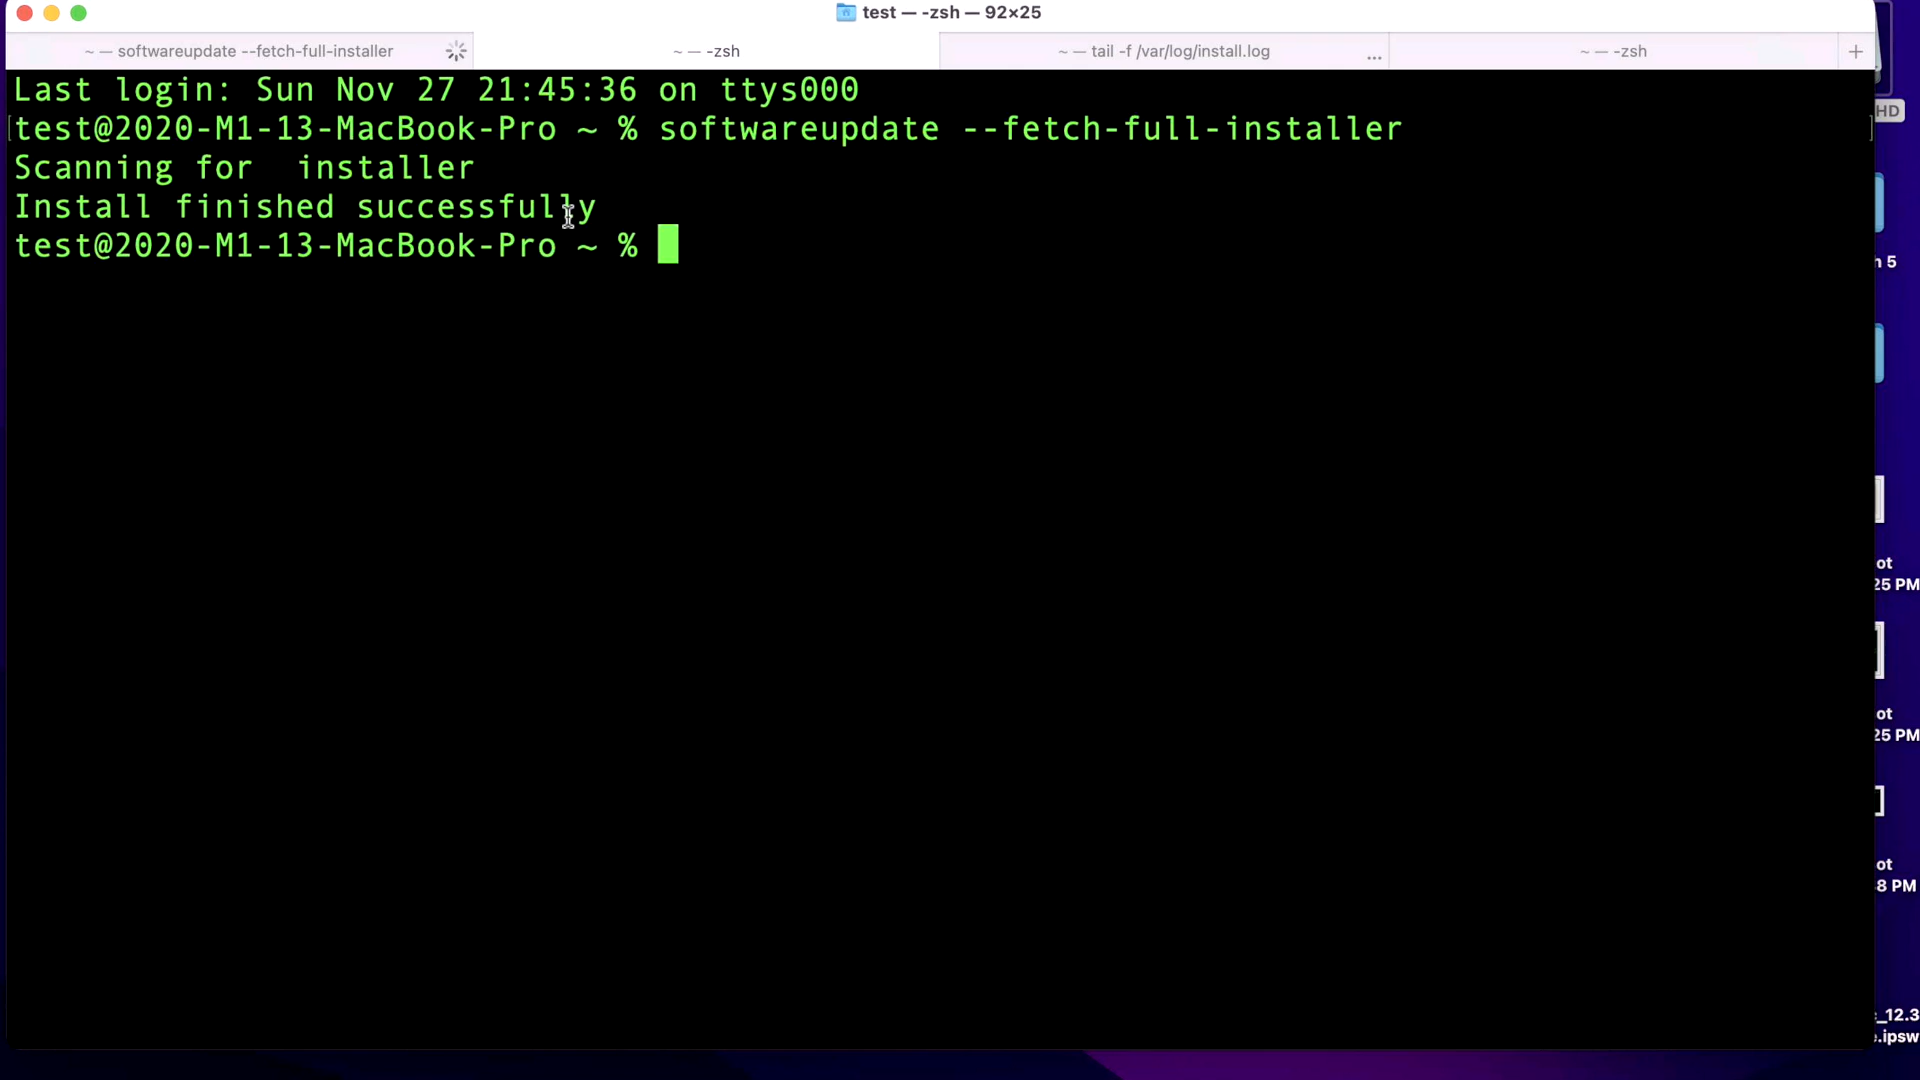 test — -zsh — 92×25
~ — softwareupdate --fetch-full-installer
~ — -zsh
~ — tail -f /var/log/install.log
...
~ — -zsh
+
Last login: Sun Nov 27 21:45:36 on ttys000
[test@2020-M1-13-MacBook-Pro ~ % softwareupdate --fetch-full-installer ]
Scanning for  installer
Install finished successfully
test@2020-M1-13-MacBook-Pro ~ %
HD
h 5
ot
25 PM
ot
25 PM
ot
8 PM
_12.3
.ipsw